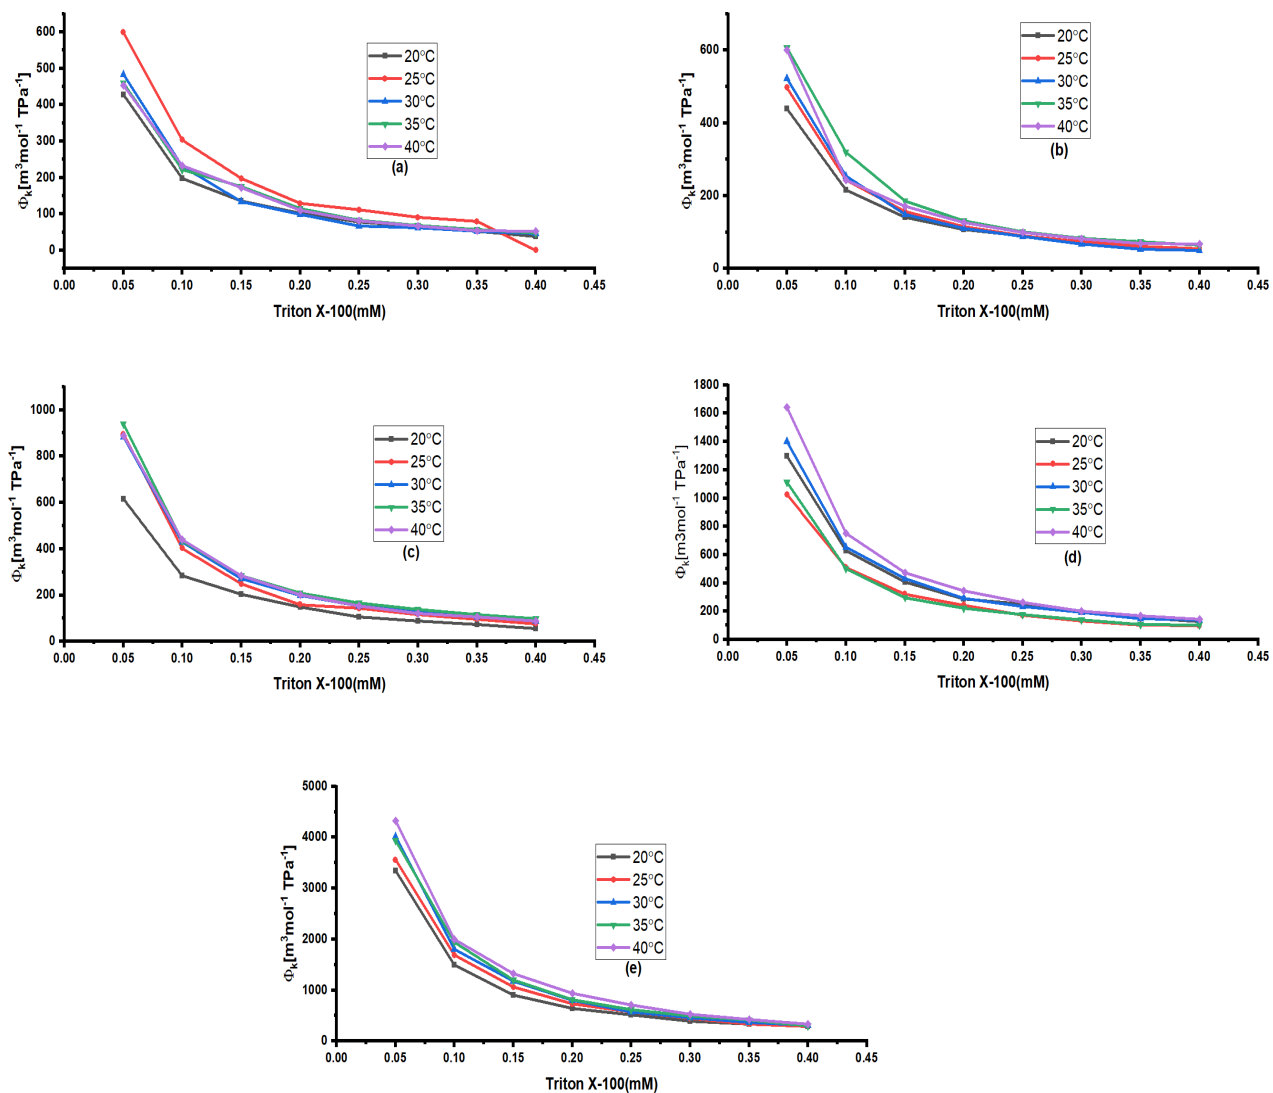 Φk[m³mol⁻¹ TPa⁻¹]
600
500
400
300
200
100
0
0.00 0.05 0.10 0.15 0.20 0.25 0.30 0.35 0.40 0.45
Triton X-100(mM)
20°C
25°C
30°C
35°C
40°C
(a)
Φk[m³mol⁻¹ TPa⁻¹]
600
400
200
0
0.00 0.05 0.10 0.15 0.20 0.25 0.30 0.35 0.40 0.45
Triton X-100(mM)
20°C
25°C
30°C
35°C
40°C
(b)
Φk[m³mol⁻¹ TPa⁻¹]
1000
800
600
400
200
0
0.00 0.05 0.10 0.15 0.20 0.25 0.30 0.35 0.40 0.45
Triton X-100(mM)
20°C
25°C
30°C
35°C
40°C
(c)
Φk[m3mol⁻¹ TPa⁻¹]
1800
1600
1400
1200
1000
800
600
400
200
0
0.00 0.05 0.10 0.15 0.20 0.25 0.30 0.35 0.40 0.45
Triton X-100(mM)
20°C
25°C
30°C
35°C
40°C
(d)
Φk[m³mol⁻¹ TPa⁻¹]
5000
4000
3000
2000
1000
0
0.00 0.05 0.10 0.15 0.20 0.25 0.30 0.35 0.40 0.45
Triton X-100(mM)
20°C
25°C
30°C
35°C
40°C
(e)